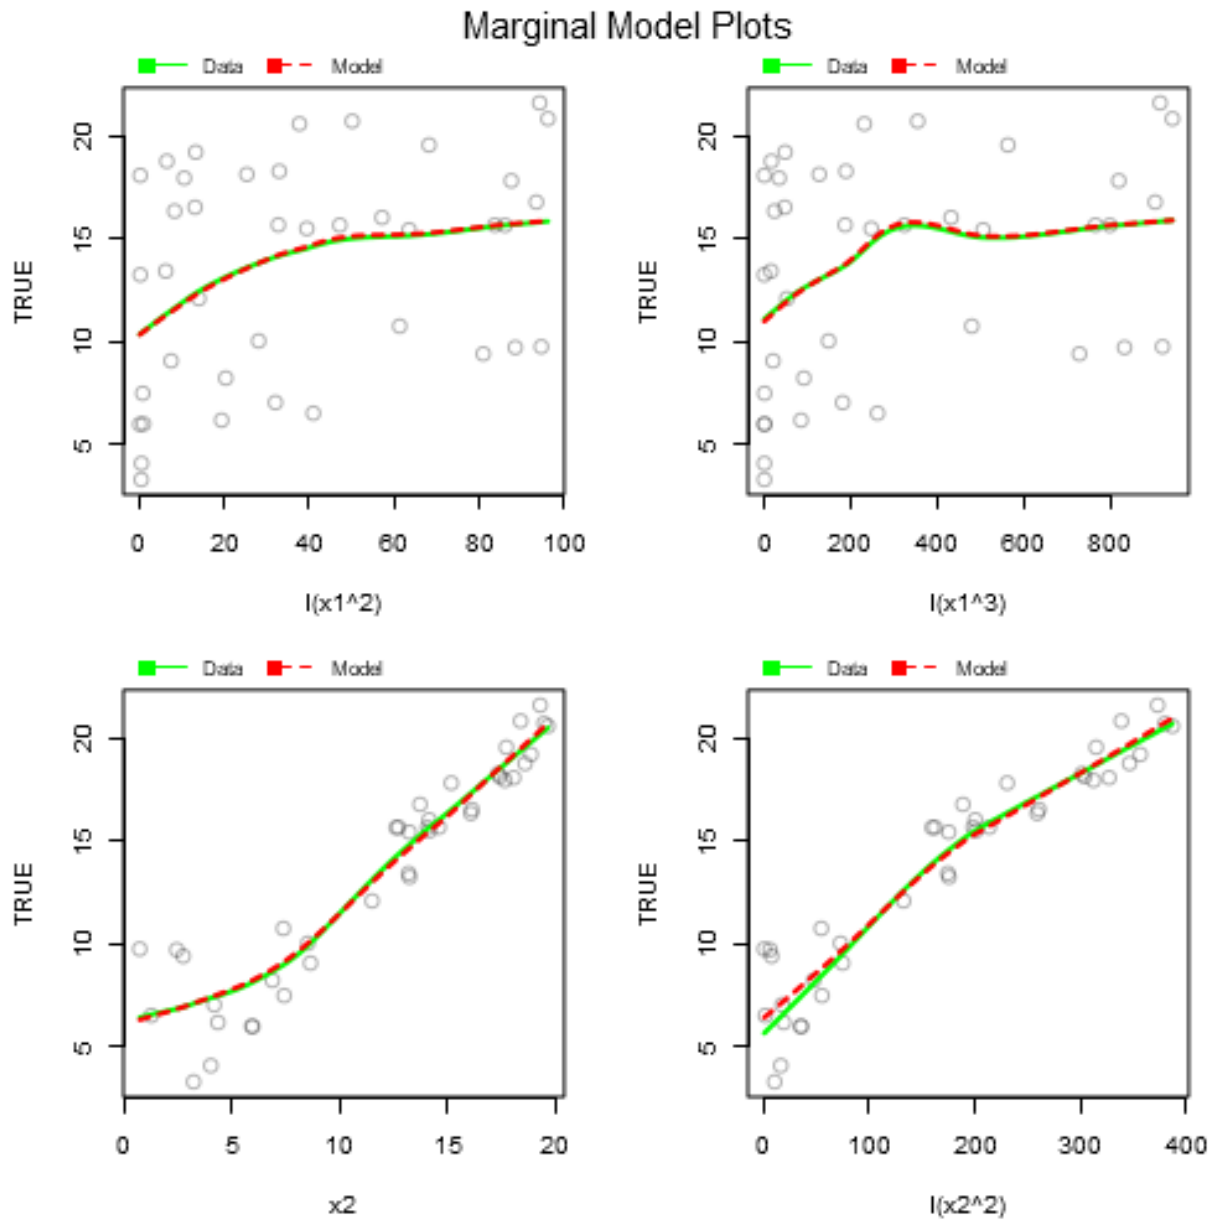 Marginal Model Plots
Data Model
TRUE
5 10 15 20
0 20 40 60 80 100
I(x1^2)
Data Model
TRUE
5 10 15 20
0 200 400 600 800
I(x1^3)
Data Model
TRUE
5 10 15 20
0 5 10 15 20
x2
Data Model
TRUE
5 10 15 20
0 100 200 300 400
I(x2^2)